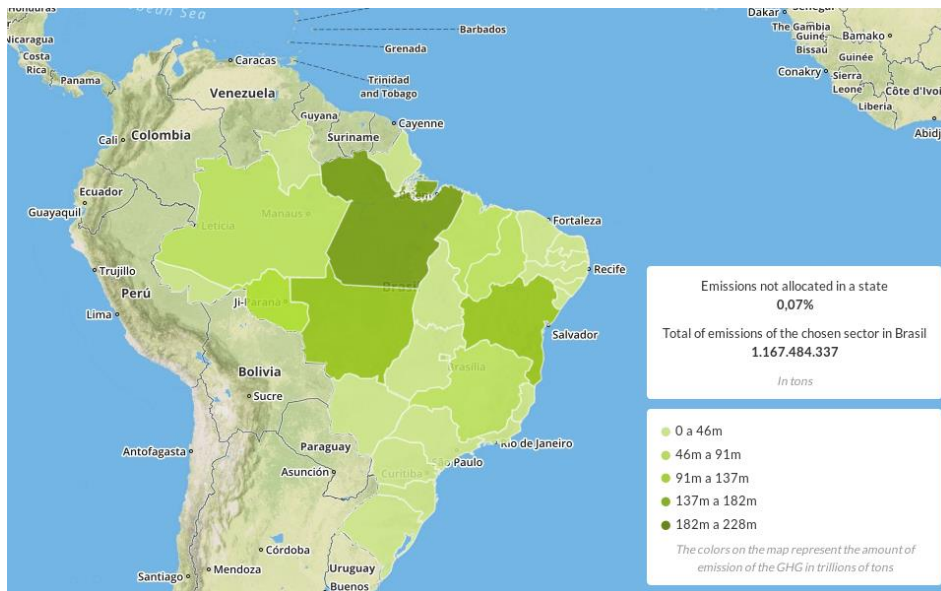 Honduras
Nicaragua
Costa
Rica
Panama
Barbados
Grenada
Trinidad
and Tobago
Caracas
Venezuela
Guyana
Cayenne
Suriname
Cali
Colombia
Ecuador
Guayaquil
Leticia
Manaus
Fortaleza
Recife
Trujillo
Perú
Lima
Ji-Paraná
Brasil
Salvador
Brasília
Bolivia
Sucre
Paraguay
Asunción
Antofagasta
Rio de Janeiro
São Paulo
Curitiba
Córdoba
Mendoza
Santiago
Uruguay
Buenos
Dakar
Senegal
The Gambia
Guiné
Bissau
Bamako
Guinée
Conakry
Sierra
Leone
Liberia
Côte d'Ivoi
Abidj
Emissions not allocated in a state
0,07%
Total of emissions of the chosen sector in Brasil
1.167.484.337
In tons
0 a 46m
46m a 91m
91m a 137m
137m a 182m
182m a 228m
The colors on the map represent the amount of
emission of the GHG in trillions of tons